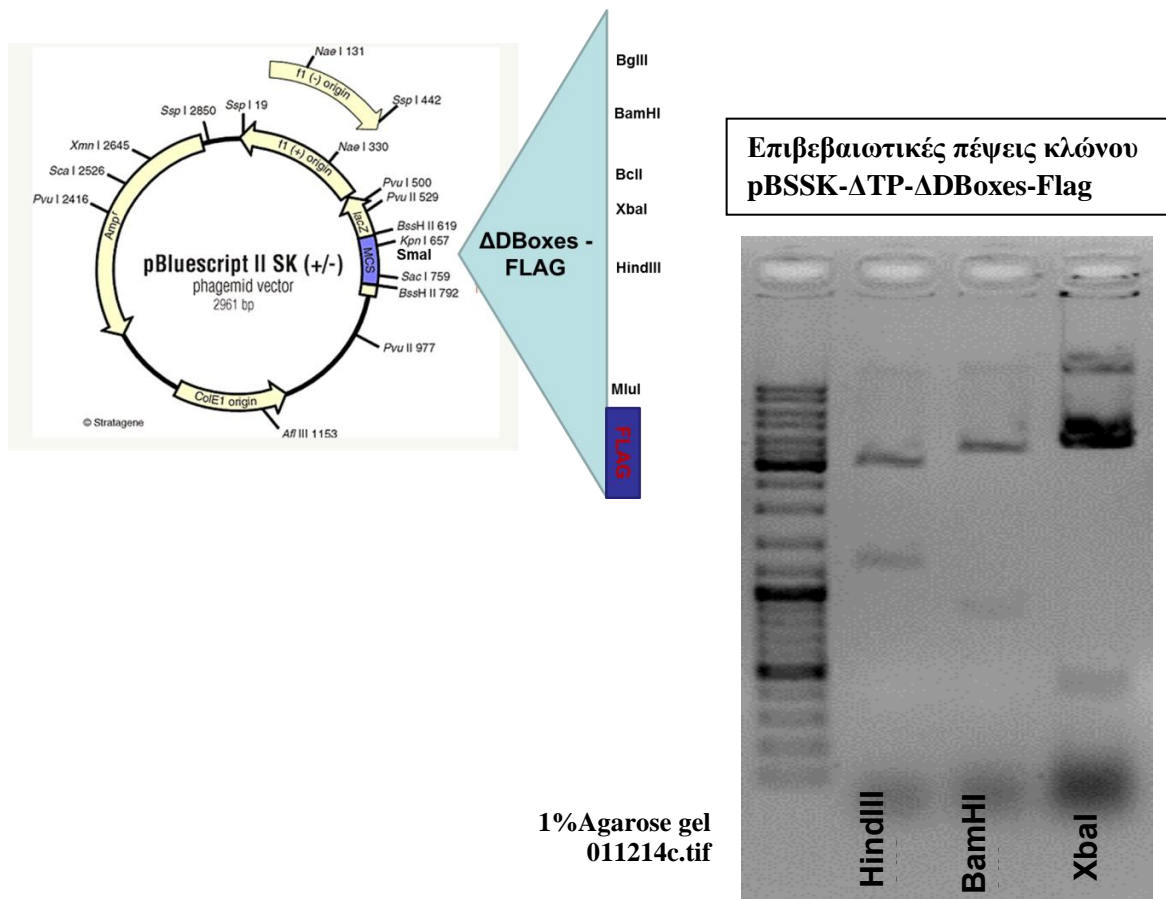 Nae I 131
f1 (-) origin
Ssp I 442
Ssp I 2850
Ssp I 19
Xmn I 2645
Sca I 2526
Pvu I 2416
f1 (+) origin
Nae I 330
Pvu I 500
Pvu II 529
lacZ
BssH II 619
Kpn I 657
SmaI
MCS
Sac I 759
BssH II 792
Ampr
pBluescript II SK (+/-)
phagemid vector
2961 bp
Pvu II 977
ColE1 origin
Afl III 1153
© Stratagene
ΔDBoxes -
FLAG
BglII
BamHI
BclI
XbaI
HindIII
MluI
FLAG
Επιβεβαιωτικές πέψεις κλώνου
pBSSK-ΔTP-ΔDBoxes-Flag
1%Agarose gel
011214c.tif
HindIII
BamHI
XbaI